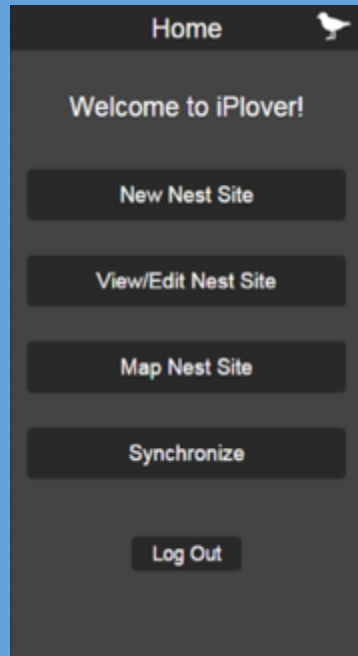 Home
Welcome to iPlover!
New Nest Site
View/Edit Nest Site
Map Nest Site
Synchronize
Log Out